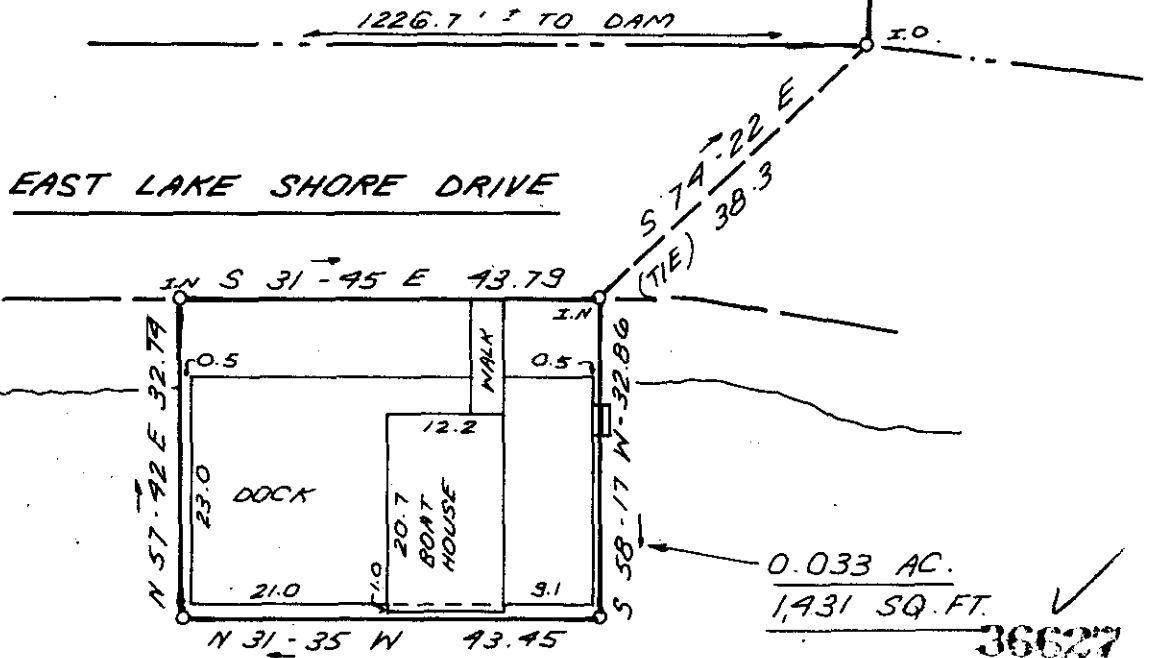 1226.7' ± TO DAM
I.O.
S 74-22 E
(TIE) 38.3
EAST LAKE SHORE DRIVE
I.N S 31-45 E 43.79
I.N
N 57-42 E 32.74
S 58-17 W-32.86
0.5
WALK
0.5
12.2
23.0
DOCK
20.7
BOAT
HOUSE
1.0
21.0
9.1
N 31-35 W 43.45
0.033 AC.
1,431 SQ.FT.
36627